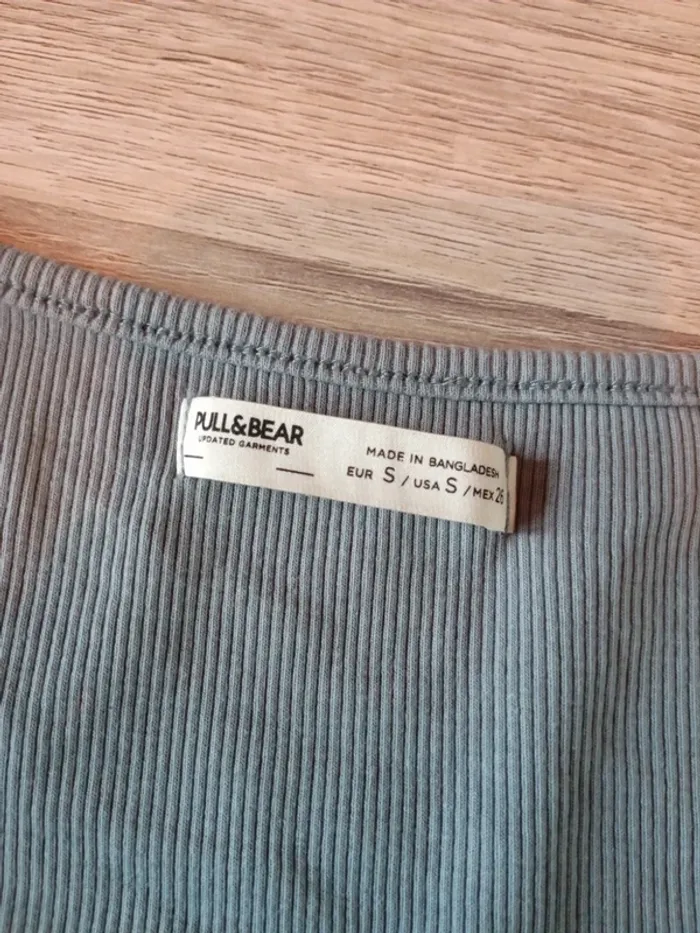 PULL&BEAR
UPDATED GARMENTS
MADE IN BANGLADESH
EUR S / USA S / MEX 26